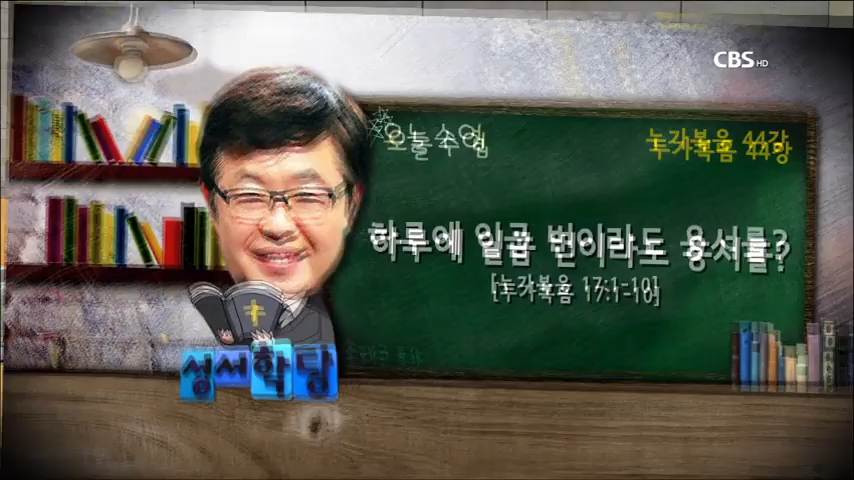 CBS HD
오늘 수업
누가복음 44강
하루에 일곱 번이라도 용서를?
[누가복음 17:1-10]
성서학당